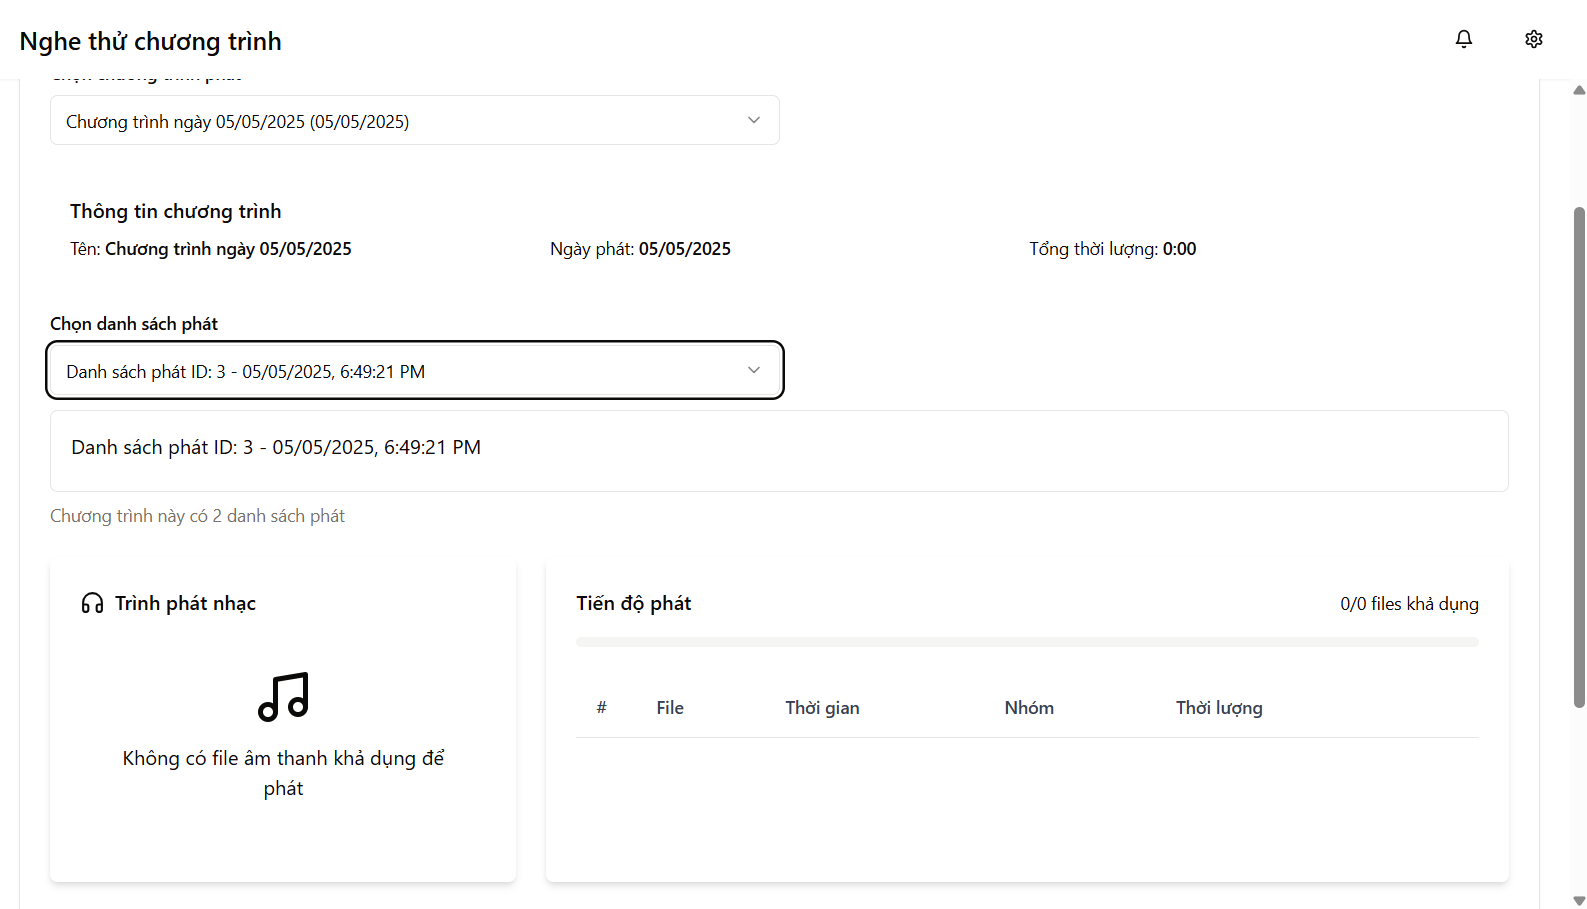 Nghe thử chương trình
Chọn chương trình phát
Chương trình ngày 05/05/2025 (05/05/2025)
Thông tin chương trình
Tên: Chương trình ngày 05/05/2025
Ngày phát: 05/05/2025
Tổng thời lượng: 0:00
Chọn danh sách phát
Danh sách phát ID: 3 - 05/05/2025, 6:49:21 PM
Danh sách phát ID: 3 - 05/05/2025, 6:49:21 PM
Chương trình này có 2 danh sách phát
Trình phát nhạc
Không có file âm thanh khả dụng để
phát
Tiến độ phát
0/0 files khả dụng
# File Thời gian Nhóm Thời lượng